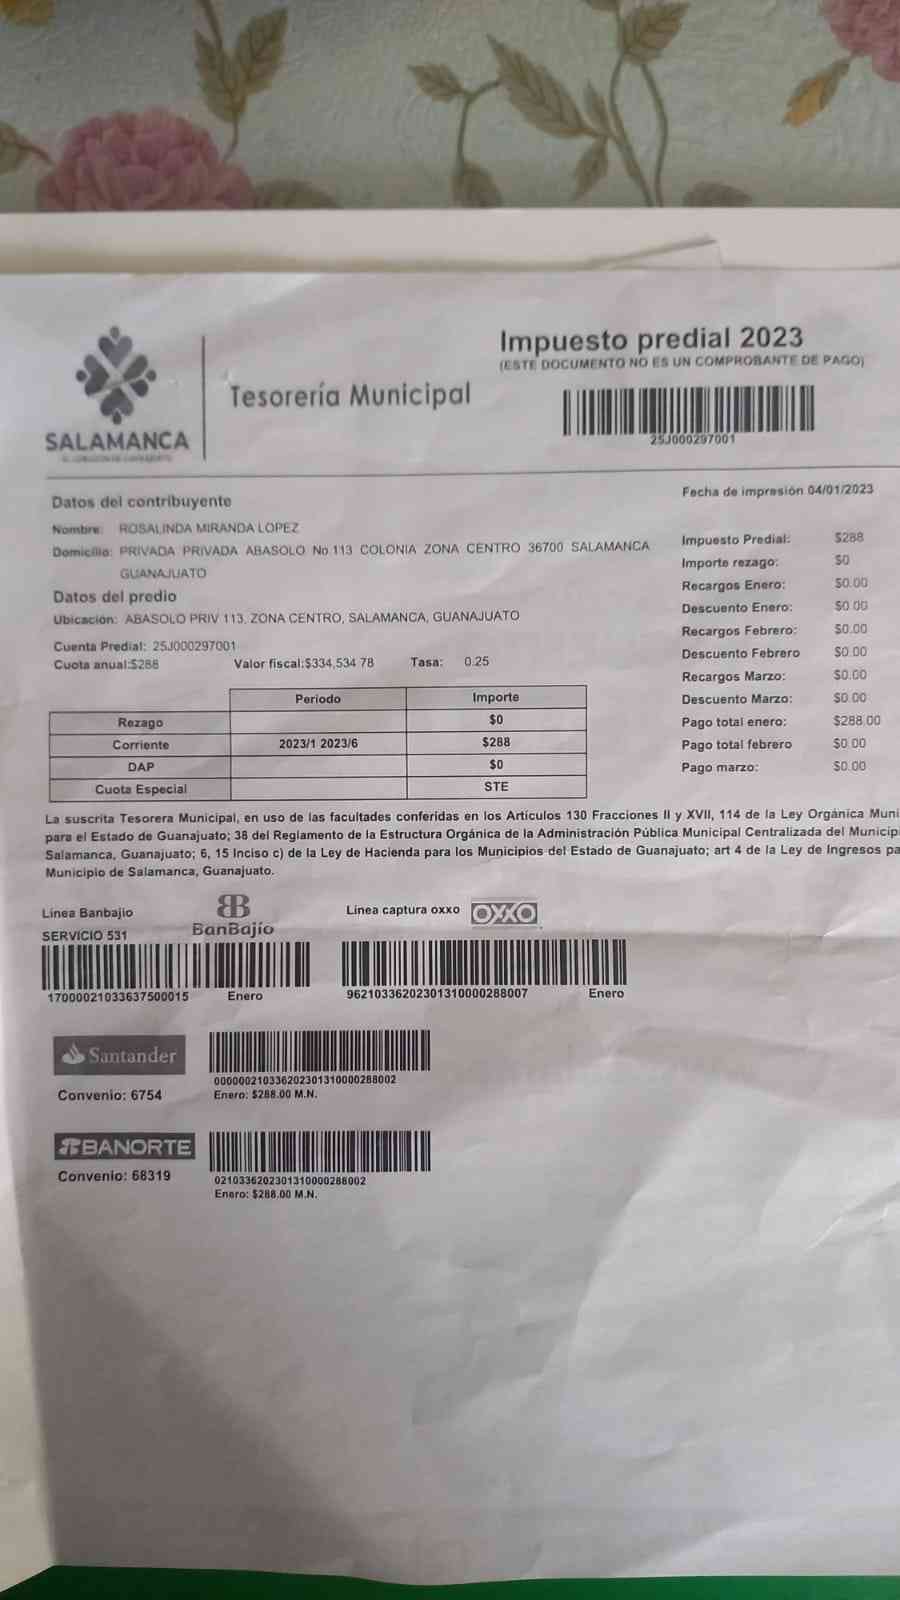 Impuesto predial 2023
(ESTE DOCUMENTO NO ES UN COMPROBANTE DE PAGO)
Tesorería Municipal
SALAMANCA
25J000297001
Fecha de impresión 04/01/2023
Datos del contribuyente
Nombre: ROSALINDA MIRANDA LOPEZ
Domicilio: PRIVADA PRIVADA ABASOLO No.113 COLONIA ZONA CENTRO 36700 SALAMANCA
GUANAJUATO
Datos del predio
Ubicación: ABASOLO PRIV 113, ZONA CENTRO, SALAMANCA, GUANAJUATO
Cuenta Predial: 25J000297001
Cuota anual:$288 Valor fiscal:$334,534 78 Tasa: 0.25
Impuesto Predial: $288
Importe rezago: $0
Recargos Enero: $0.00
Descuento Enero: $0.00
Recargos Febrero: $0.00
Descuento Febrero $0.00
Recargos Marzo: $0.00
Descuento Marzo: $0.00
Pago total enero: $288.00
Pago total febrero $0.00
Pago marzo: $0.00
Periodo Importe
Rezago $0
Corriente 2023/1 2023/6 $288
DAP $0
Cuota Especial STE
La suscrita Tesorera Municipal, en uso de las facultades conferidas en los Artículos 130 Fracciones II y XVII, 114 de la Ley Orgánica Muni
para el Estado de Guanajuato; 38 del Reglamento de la Estructura Orgánica de la Administración Pública Municipal Centralizada del Municip
Salamanca, Guanajuato; 6, 15 Inciso c) de la Ley de Hacienda para los Municipios del Estado de Guanajuato; art 4 de la Ley de Ingresos pa
Municipio de Salamanca, Guanajuato.
Línea Banbajio BanBajío Línea captura oxxo OXXO
SERVICIO 531
17000021033637500015 Enero 96210336202301310000288007 Enero
Santander
Convenio: 6754
000000210336202301310000288002
Enero: $288.00 M.N.
BANORTE
Convenio: 68319
0210336202301310000288002
Enero: $288.00 M.N.